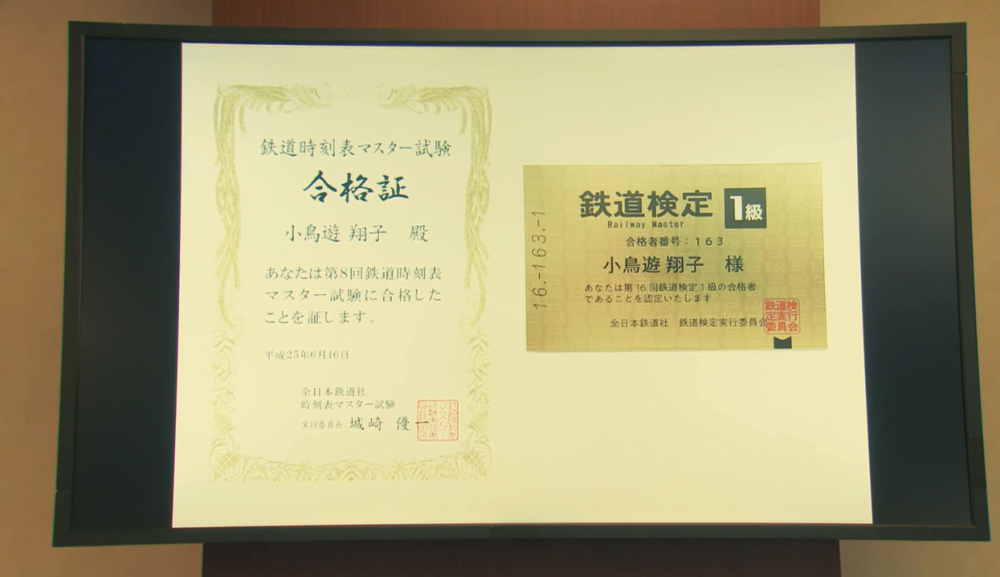 鉄道時刻表マスター試験
合格証
小鳥遊 翔子 殿
あなたは第8回鉄道時刻表
マスター試験に合格した
ことを証します。
平成25年6月16日
全日本鉄道社
時刻表マスター試験
実行委員長 城崎 優一
16.-163.-1
鉄道検定 1級
Railway Master
合格者番号：163
小鳥遊 翔子 様
あなたは第16回鉄道検定1級の合格者
であることを認定いたします
全日本鉄道社 鉄道検定実行委員会
鉄道検
定実行
委員会